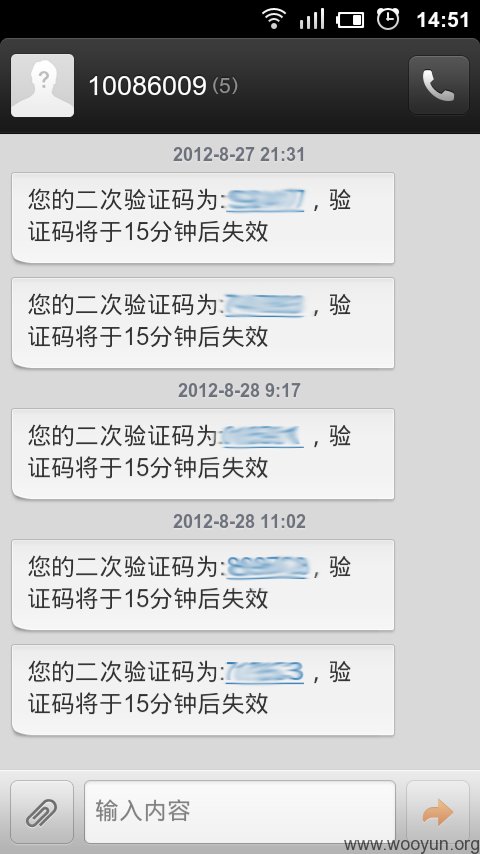 14:51
10086009 (5)
2012-8-27 21:31
您的二次验证码为: ，验
证码将于15分钟后失效
您的二次验证码为: ，验
证码将于15分钟后失效
2012-8-28 9:17
您的二次验证码为: ，验
证码将于15分钟后失效
2012-8-28 11:02
您的二次验证码为: ，验
证码将于15分钟后失效
您的二次验证码为: ，验
证码将于15分钟后失效
输入内容
www.wooyun.org